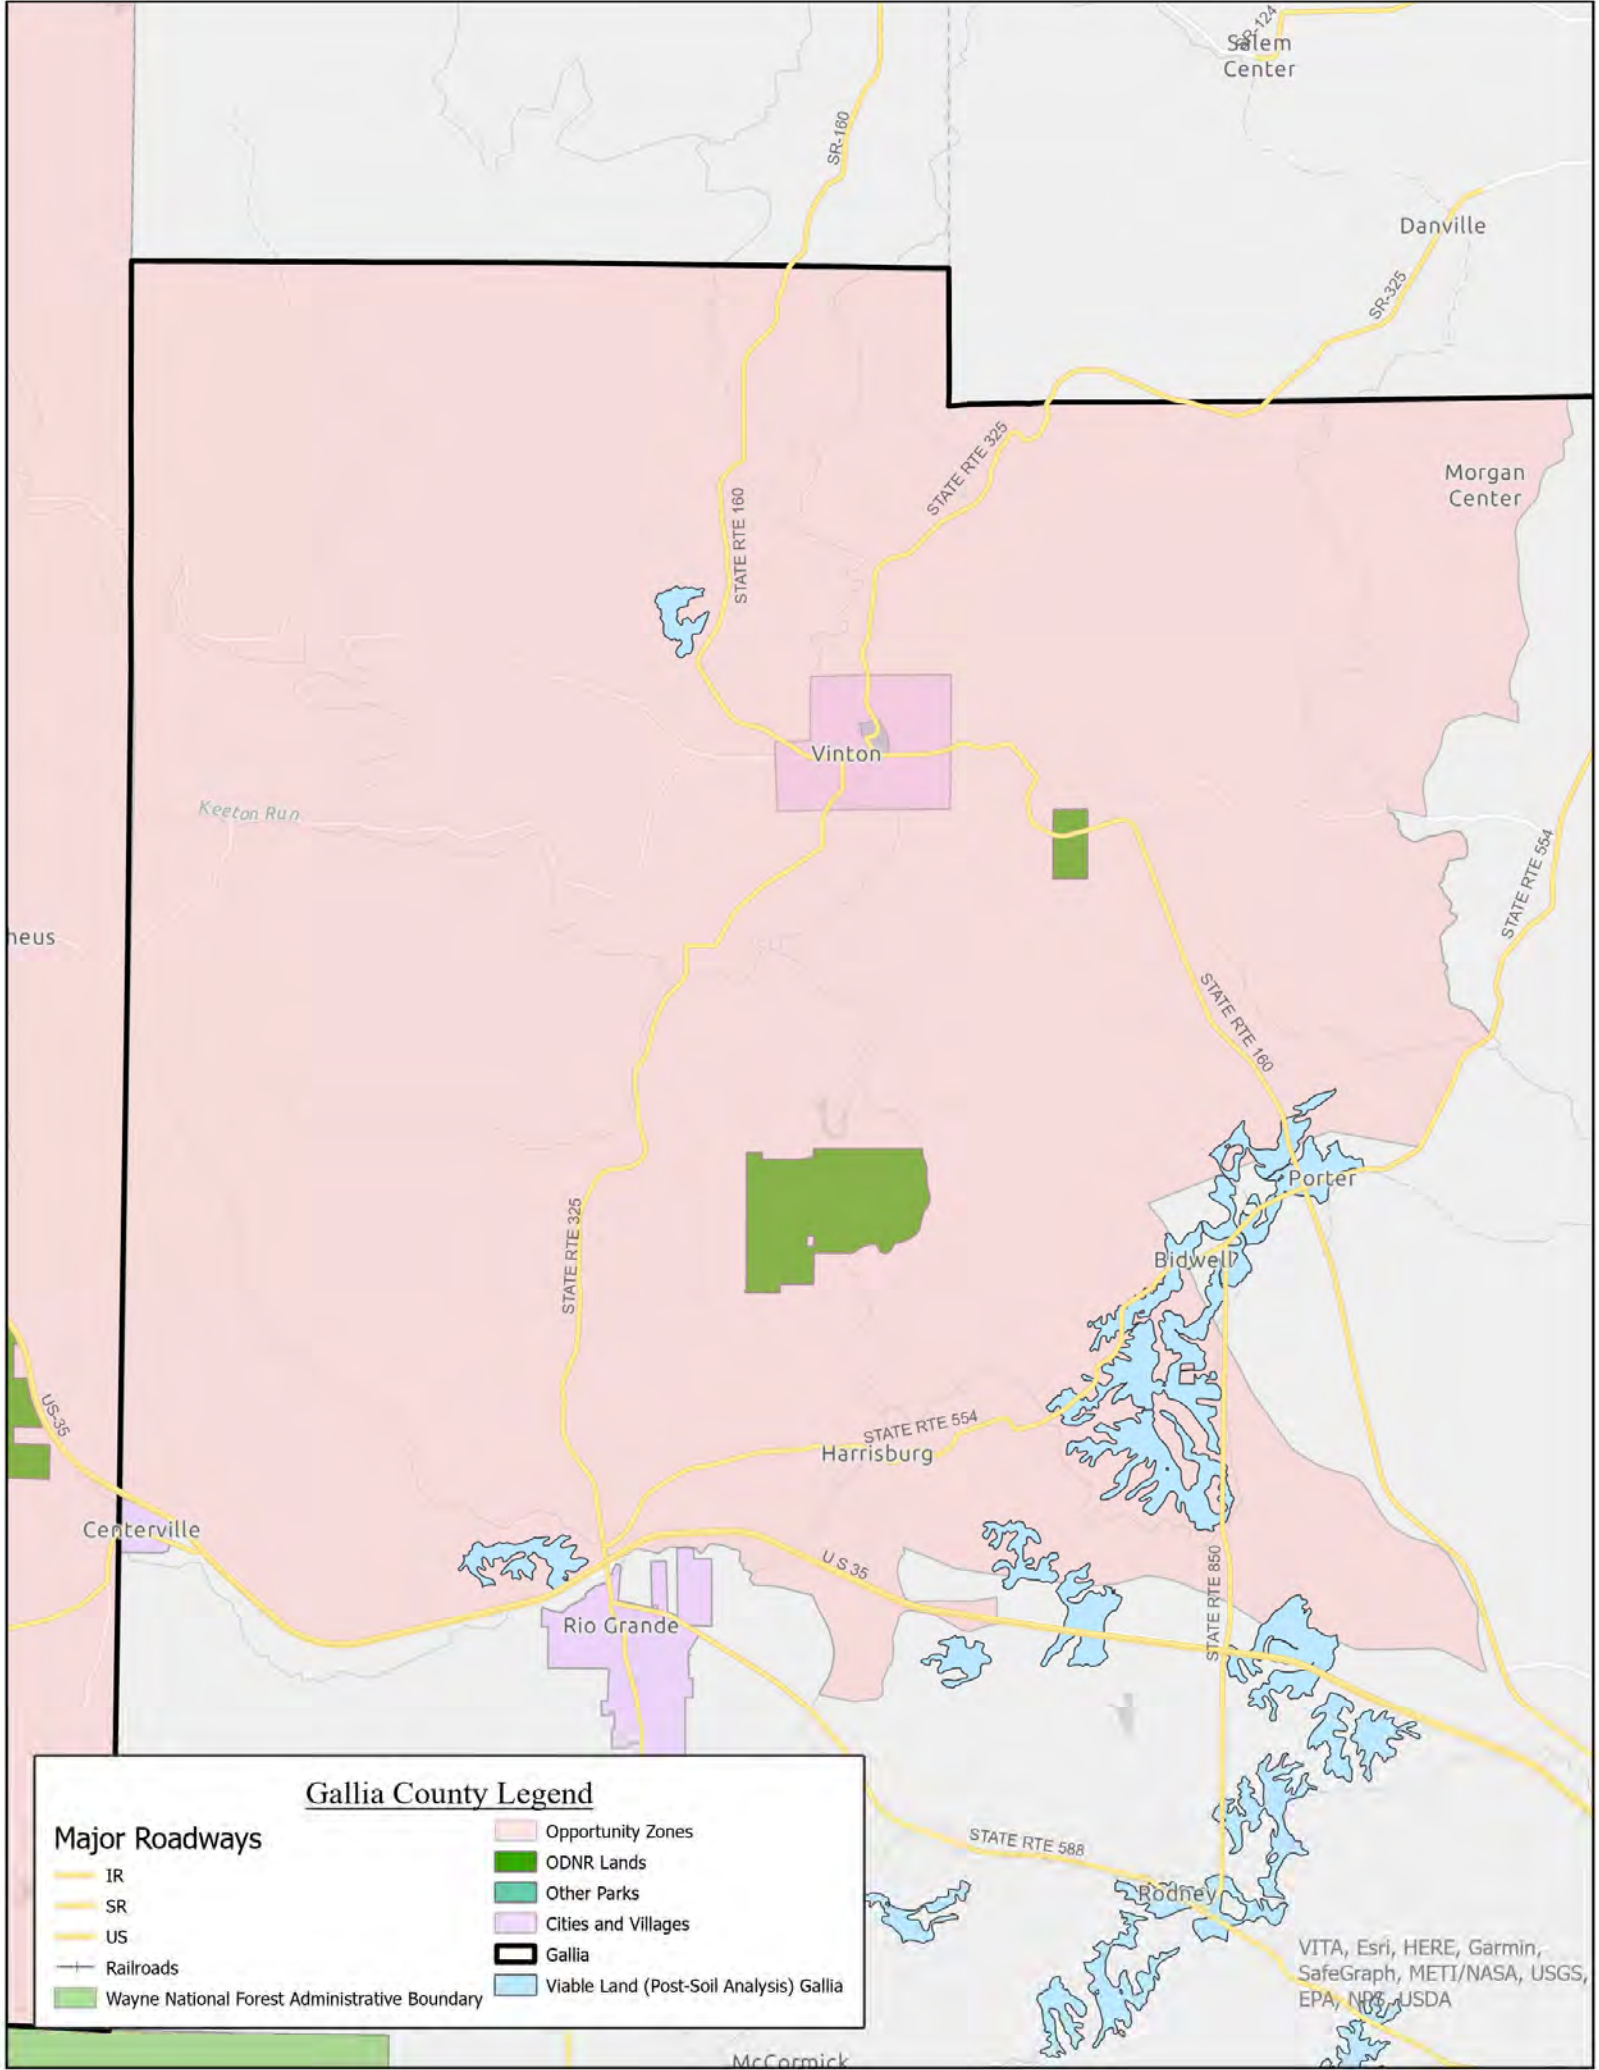 SR-124
Salem
Center
SR-160
Danville
SR-325
STATE RTE 325
Morgan
Center
STATE RTE 160
Vinton
Keeton Run
STATE RTE 554
heus
STATE RTE 160
Porter
Bidwell
STATE RTE 325
US-35
STATE RTE 554
Harrisburg
Centerville
U S 35
STATE RTE 850
Rio Grande
Gallia County Legend
Major Roadways
IR
SR
US
Railroads
Wayne National Forest Administrative Boundary
Opportunity Zones
ODNR Lands
Other Parks
Cities and Villages
Gallia
Viable Land (Post-Soil Analysis) Gallia
STATE RTE 588
Rodney
VITA, Esri, HERE, Garmin,
SafeGraph, METI/NASA, USGS,
EPA, NPS, USDA
McCormick